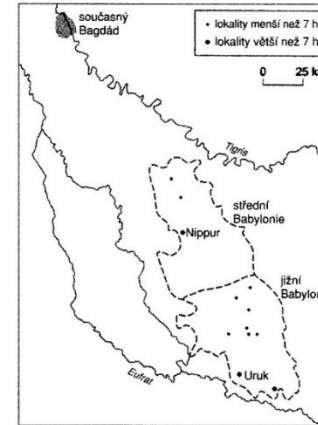 současný
Bagdád
lokality menší než 7 h
lokality větší než 7 h
0 25 k
Tigris
střední
Babylonie
Nippur
jižní
Babylon
Eufrat
Uruk